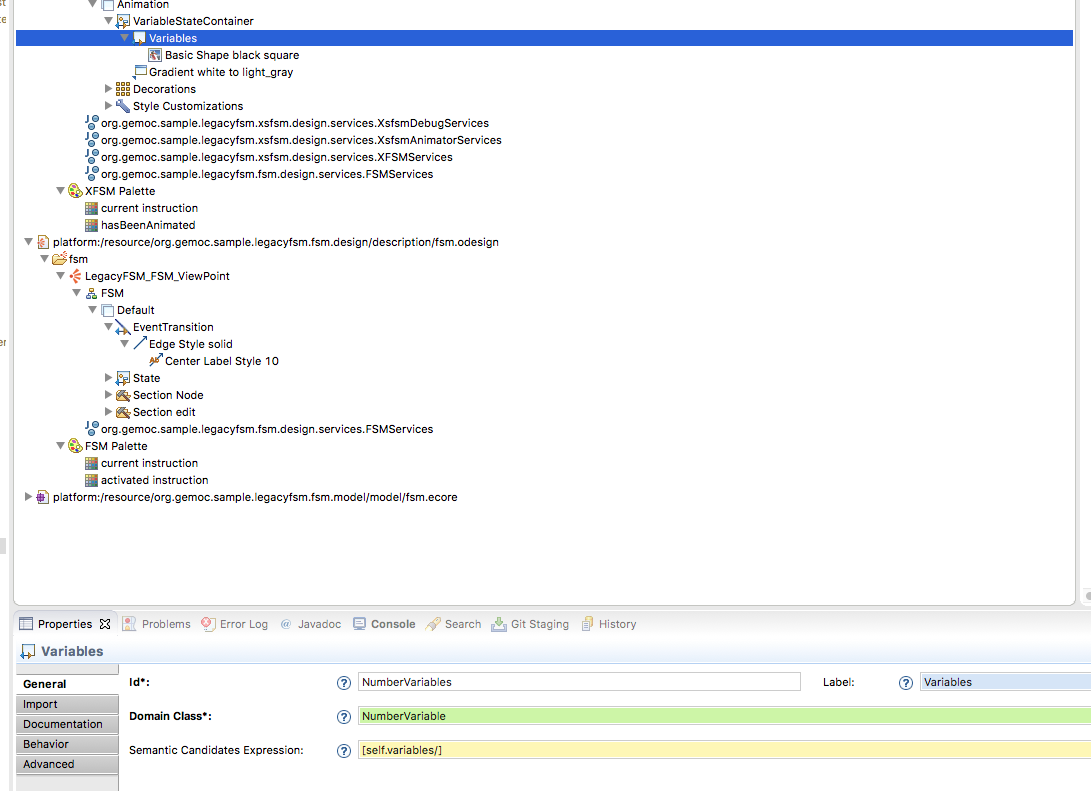 Animation
VariableStateContainer
Variables
Basic Shape black square
Gradient white to light_gray
Decorations
Style Customizations
org.gemoc.sample.legacyfsm.xsfsm.design.services.XsfsmDebugServices
org.gemoc.sample.legacyfsm.xsfsm.design.services.XsfsmAnimatorServices
org.gemoc.sample.legacyfsm.xsfsm.design.services.XFSMServices
org.gemoc.sample.legacyfsm.fsm.design.services.FSMServices
XFSM Palette
current instruction
hasBeenAnimated
platform:/resource/org.gemoc.sample.legacyfsm.fsm.design/description/fsm.odesign
fsm
LegacyFSM_FSM_ViewPoint
FSM
Default
EventTransition
Edge Style solid
Center Label Style 10
State
Section Node
Section edit
org.gemoc.sample.legacyfsm.fsm.design.services.FSMServices
FSM Palette
current instruction
activated instruction
platform:/resource/org.gemoc.sample.legacyfsm.fsm.model/model/fsm.ecore
Properties Problems Error Log @ Javadoc Console Search Git Staging History
Variables
General
Import
Documentation
Behavior
Advanced
Id*: ? NumberVariables Label: ? Variables
Domain Class*: ? NumberVariable
Semantic Candidates Expression: ? [self.variables/]